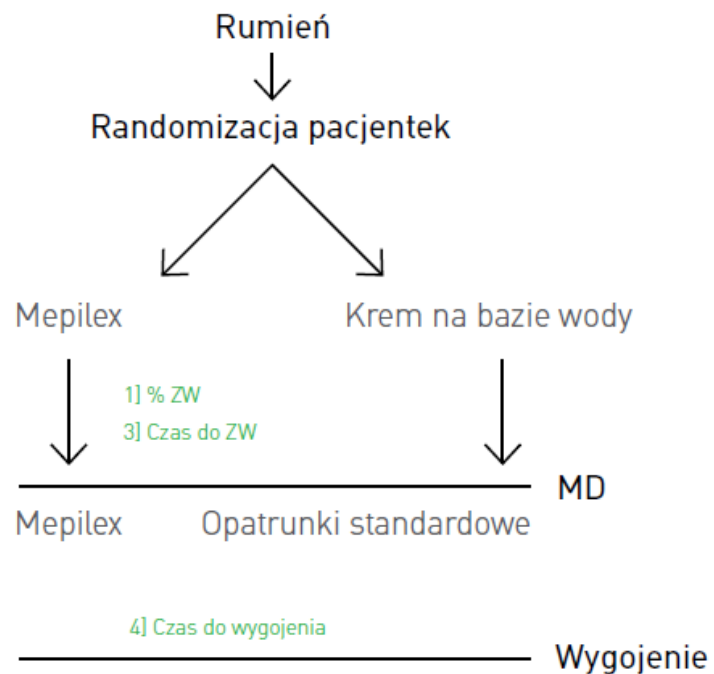 Rumień
Randomizacja pacjentek
Mepilex Krem na bazie wody
1] % ZW
3] Czas do ZW
MD
Mepilex Opatrunki standardowe
4] Czas do wygojenia
Wygojenie